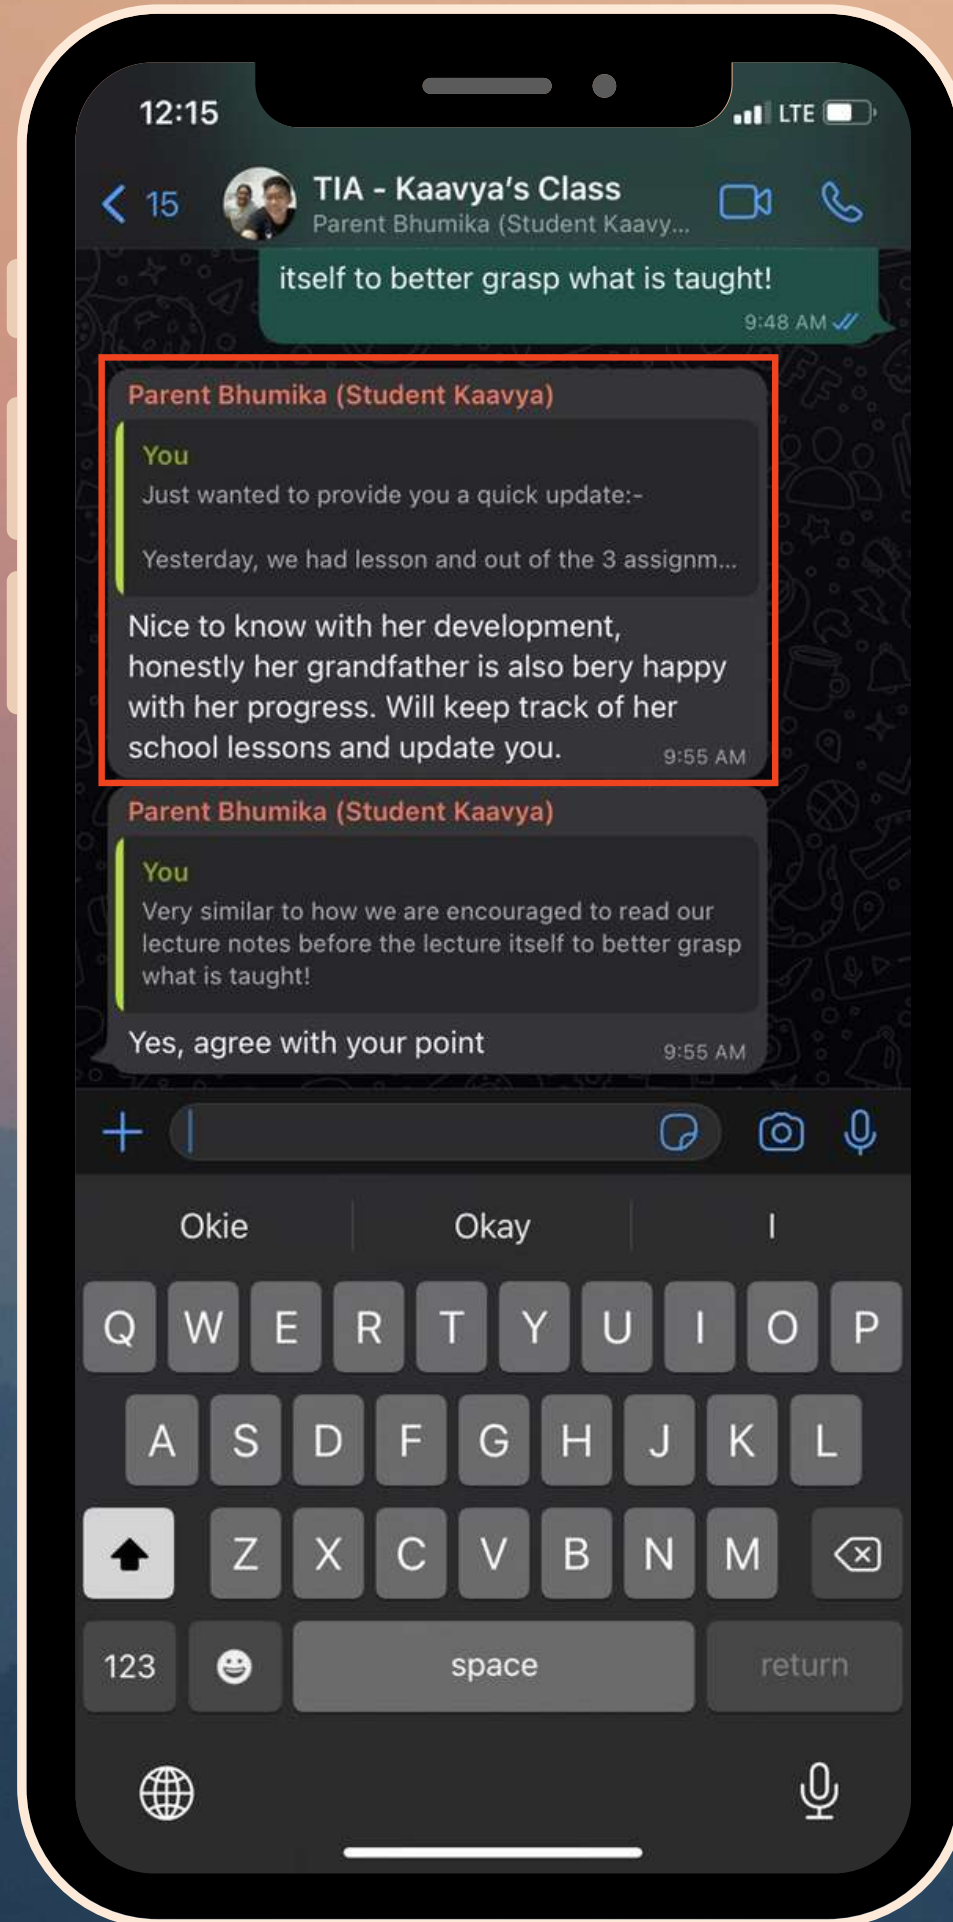 12:15
LTE
15
TIA - Kaavya's Class
Parent Bhumika (Student Kaavy...
itself to better grasp what is taught!
9:48 AM
Parent Bhumika (Student Kaavya)
You
Just wanted to provide you a quick update:-
Yesterday, we had lesson and out of the 3 assignm...
Nice to know with her development,
honestly her grandfather is also bery happy
with her progress. Will keep track of her
school lessons and update you.
9:55 AM
Parent Bhumika (Student Kaavya)
You
Very similar to how we are encouraged to read our
lecture notes before the lecture itself to better grasp
what is taught!
Yes, agree with your point
9:55 AM
Okie Okay I
Q W E R T Y U I O P
A S D F G H J K L
Z X C V B N M
123 space return